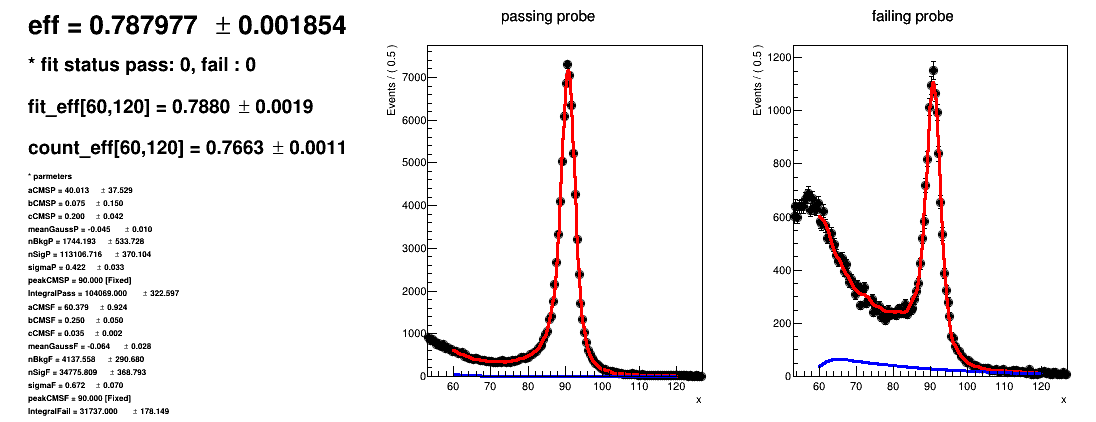 eff = 0.787977 ± 0.001854
* fit status pass: 0, fail : 0
fit_eff[60,120] = 0.7880 ± 0.0019
count_eff[60,120] = 0.7663 ± 0.0011
* parmeters
aCMSP = 40.013 ± 37.529
bCMSP = 0.075 ± 0.150
cCMSP = 0.200 ± 0.042
meanGaussP = -0.045 ± 0.010
nBkgP = 1744.193 ± 533.728
nSigP = 113106.716 ± 370.104
sigmaP = 0.422 ± 0.033
peakCMSP = 90.000 [Fixed]
IntegralPass = 104069.000 ± 322.597
aCMSF = 60.379 ± 0.924
bCMSF = 0.250 ± 0.050
cCMSF = 0.035 ± 0.002
meanGaussF = -0.064 ± 0.028
nBkgF = 4137.558 ± 290.680
nSigF = 34775.809 ± 368.793
sigmaF = 0.672 ± 0.070
peakCMSF = 90.000 [Fixed]
IntegralFail = 31737.000 ± 178.149
passing probe
Events / ( 0.5 )
7000
6000
5000
4000
3000
2000
1000
0
60 70 80 90 100 110 120
x
failing probe
Events / ( 0.5 )
1200
1000
800
600
400
200
0
60 70 80 90 100 110 120
x